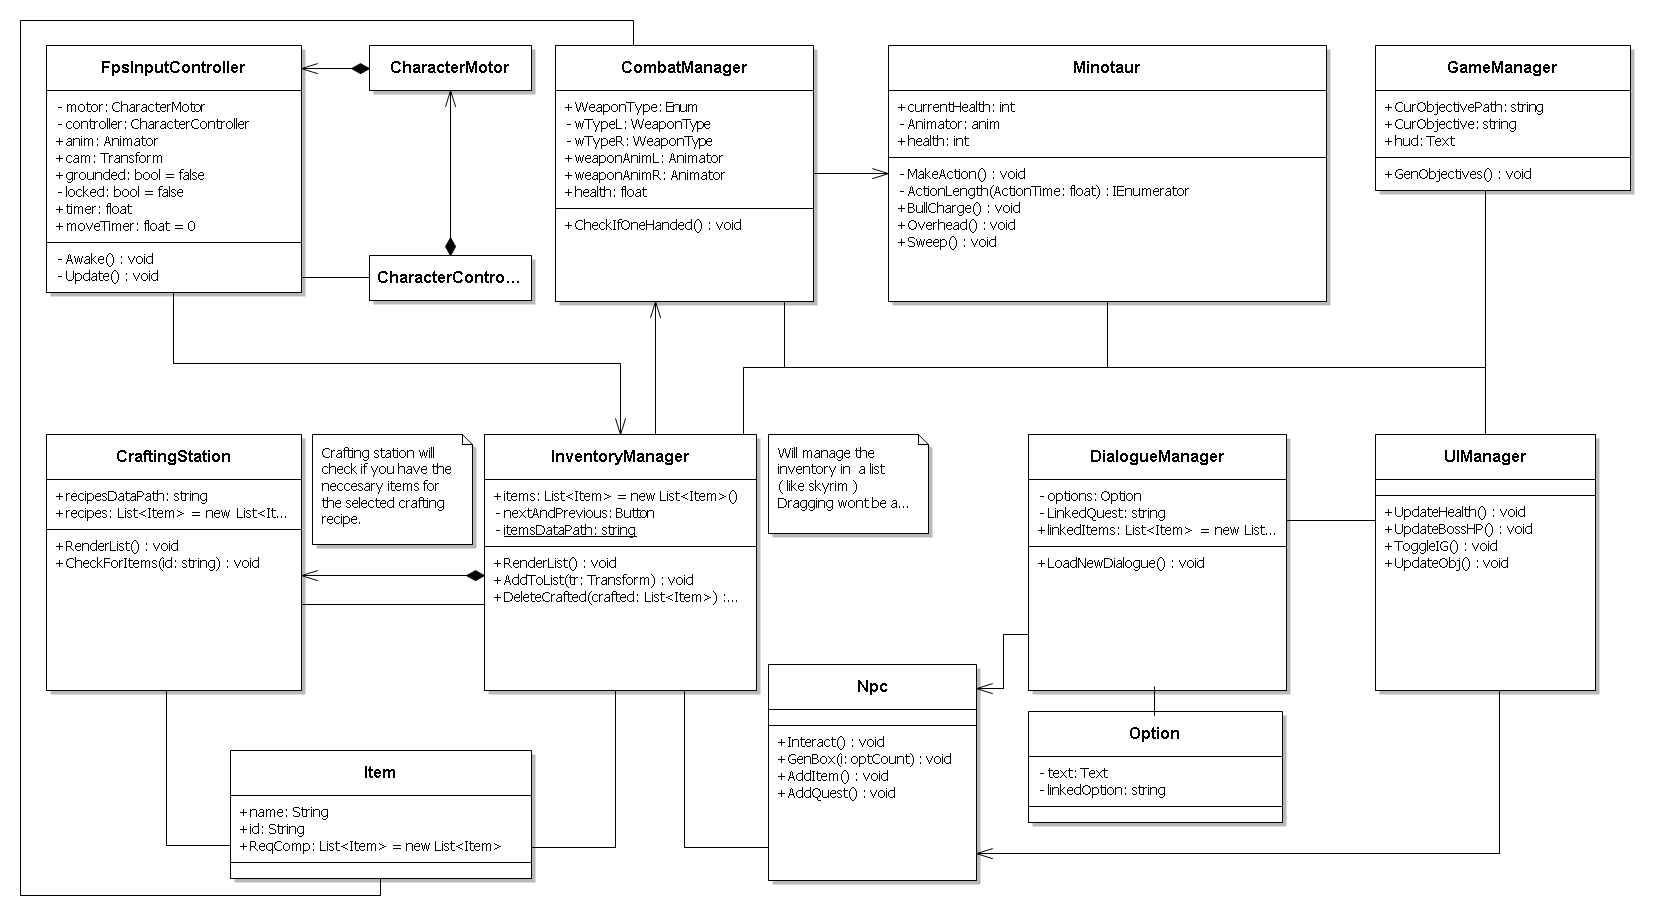 FpsInputController
- motor: CharacterMotor
- controller: CharacterController
+ anim: Animator
+ cam: Transform
+ grounded: bool = false
- locked: bool = false
+ timer: float
+ moveTimer: float = 0
- Awake() : void
- Update() : void
CharacterMotor
CharacterContro...
CombatManager
+ WeaponType: Enum
- wTypeL: WeaponType
- wTypeR: WeaponType
+ weaponAnimL: Animator
+ weaponAnimR: Animator
+ health: float
+ CheckIfOneHanded() : void
Minotaur
+ currentHealth: int
- Animator: anim
+ health: int
- MakeAction() : void
- ActionLength(ActionTime: float) : IEnumerator
+ BullCharge() : void
+ Overhead() : void
+ Sweep() : void
GameManager
+ CurObjectivePath: string
+ CurObjective: string
+ hud: Text
+ GenObjectives() : void
CraftingStation
+ recipesDataPath: string
+ recipes: List<Item> = new List<It...
+ RenderList() : void
+ CheckForItems(id: string) : void
Crafting station will
check if you have the
neccesary items for
the selected crafting
recipe.
InventoryManager
+ items: List<Item> = new List<Item>()
- nextAndPrevious: Button
- itemsDataPath: string
+ RenderList() : void
+ AddToList(tr: Transform) : void
+ DeleteCrafted(crafted: List<Item>) :...
Will manage the
inventory in a list
( like skyrim )
Dragging wont be a...
DialogueManager
- options: Option
- LinkedQuest: string
+ linkedItems: List<Item> = new List...
+ LoadNewDialogue() : void
UIManager
+ UpdateHealth() : void
+ UpdateBossHP() : void
+ ToggleIG() : void
+ UpdateObj() : void
Npc
+ Interact() : void
+ GenBox(i: optCount) : void
+ AddItem() : void
+ AddQuest() : void
Option
- text: Text
- linkedOption: string
Item
+ name: String
+ id: String
+ ReqComp: List<Item> = new List<Item>